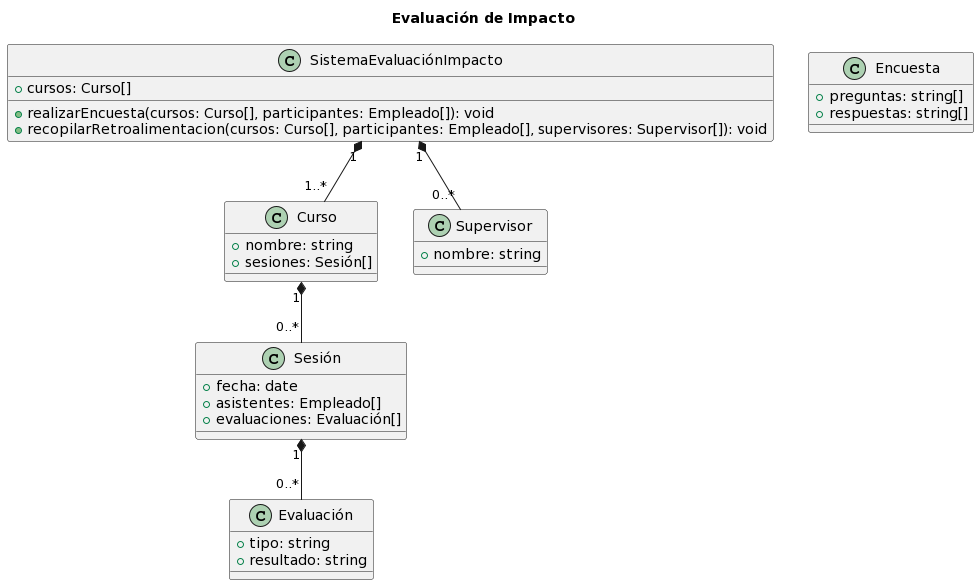 Evaluación de Impacto
C SistemaEvaluaciónImpacto
cursos: Curso[]
realizarEncuesta(cursos: Curso[], participantes: Empleado[]): void
recopilarRetroalimentacion(cursos: Curso[], participantes: Empleado[], supervisores: Supervisor[]): void
C Encuesta
preguntas: string[]
respuestas: string[]
1
1
1..*
0..*
C Curso
nombre: string
sesiones: Sesión[]
C Supervisor
nombre: string
1
0..*
C Sesión
fecha: date
asistentes: Empleado[]
evaluaciones: Evaluación[]
1
0..*
C Evaluación
tipo: string
resultado: string